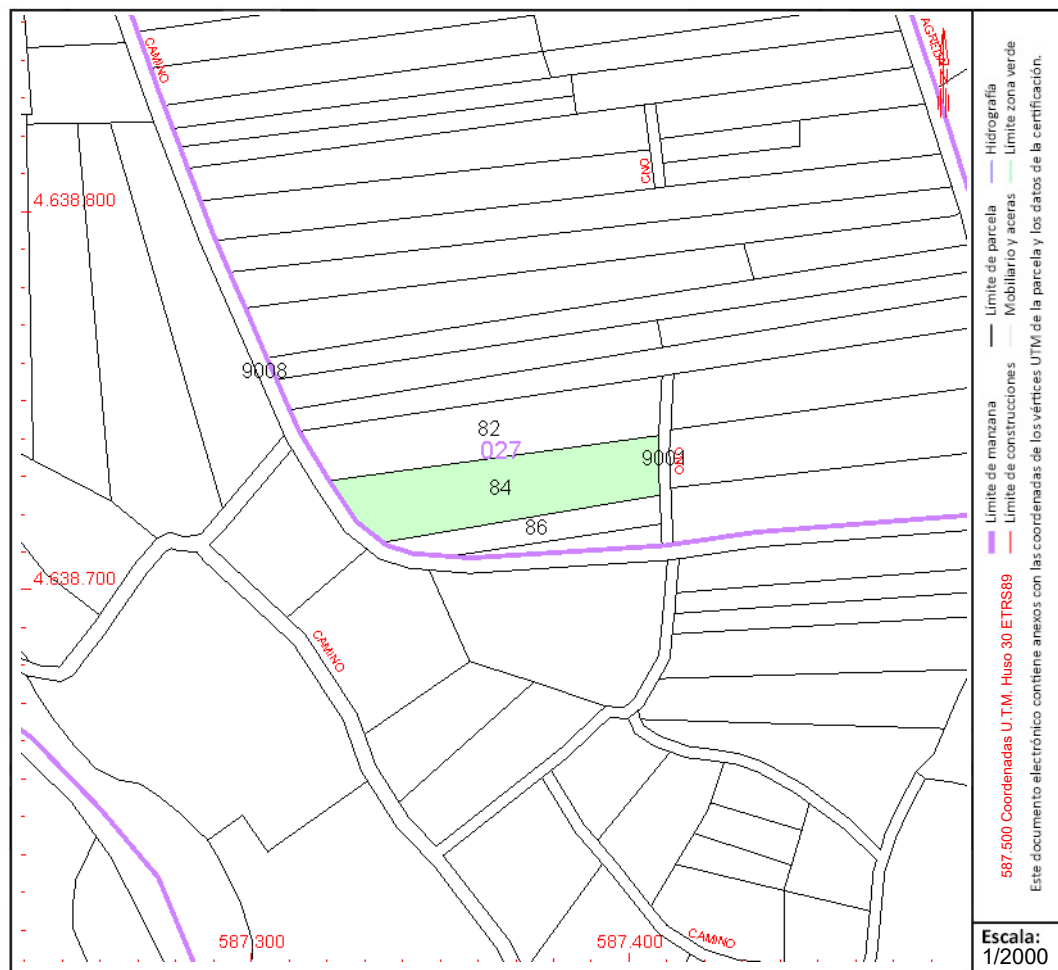 CAMINO
AGREDA
4.638.800
CNO
9008
82
027
9001
CNO
84
86
4.638.700
CAMINO
587.300
587.400
CAMINO
Límite de manzana
Límite de parcela
Hidrografía
Límite de construcciones
Mobiliario y aceras
Límite zona verde
587.500 Coordenadas U.T.M. Huso 30 ETRS89
Este documento electrónico contiene anexos con las coordenadas de los vértices UTM de la parcela y los datos de la certificación.
Escala:
1/2000